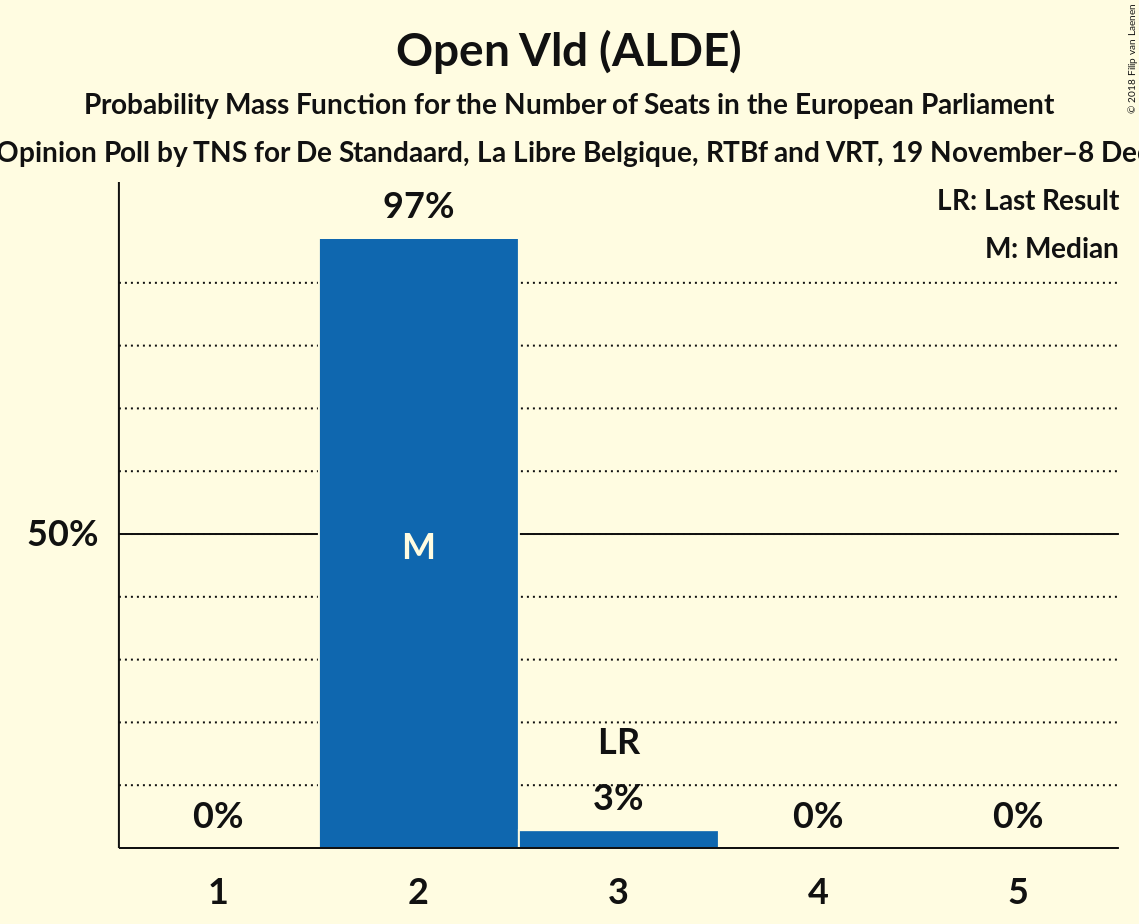 Open Vld (ALDE)
Probability Mass Function for the Number of Seats in the European Parliament
Opinion Poll by TNS for De Standaard, La Libre Belgique, RTBf and VRT, 19 November–8
© 2018 Filip van Laenen
LR: Last Result
M: Median
97%
50%
M
LR
0%
3%
0%
0%
1
2
3
4
5